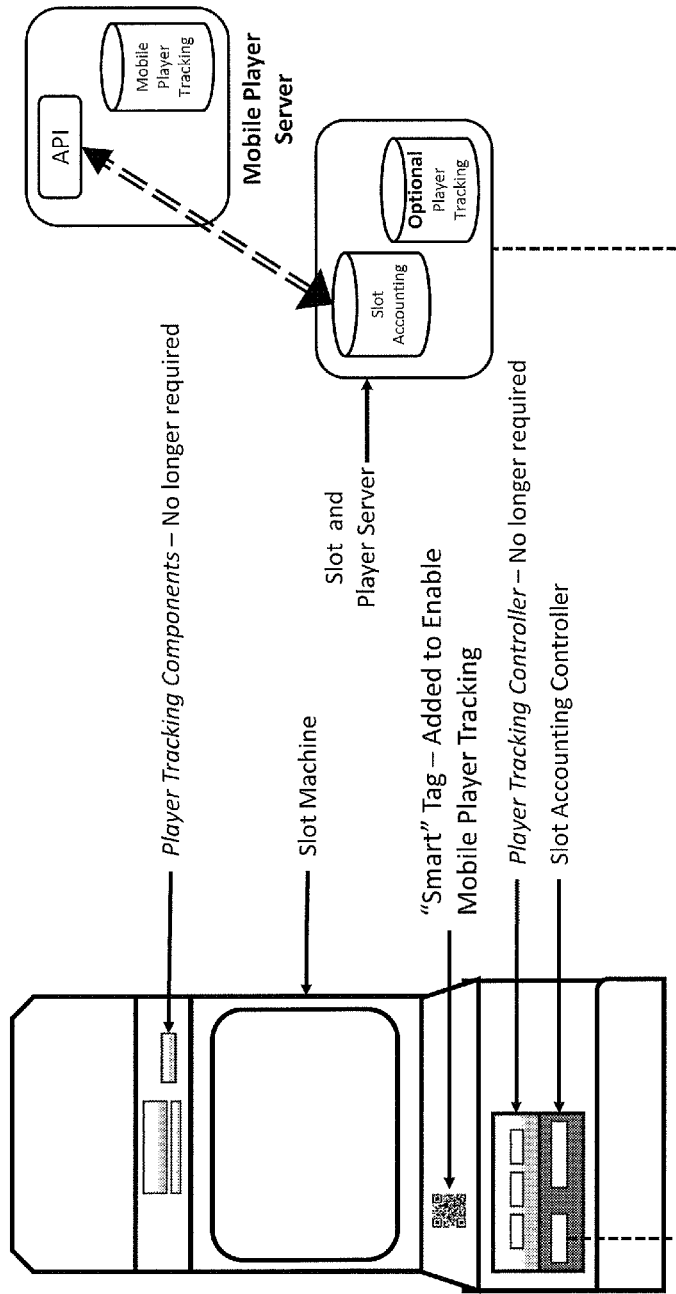 API
Mobile
Player
Tracking
Mobile Player
Server
Slot
Accounting
Optional
Player
Tracking
Slot and
Player Server
Player Tracking Components – No longer required
Slot Machine
“Smart” Tag – Added to Enable
Mobile Player Tracking
Player Tracking Controller – No longer required
Slot Accounting Controller